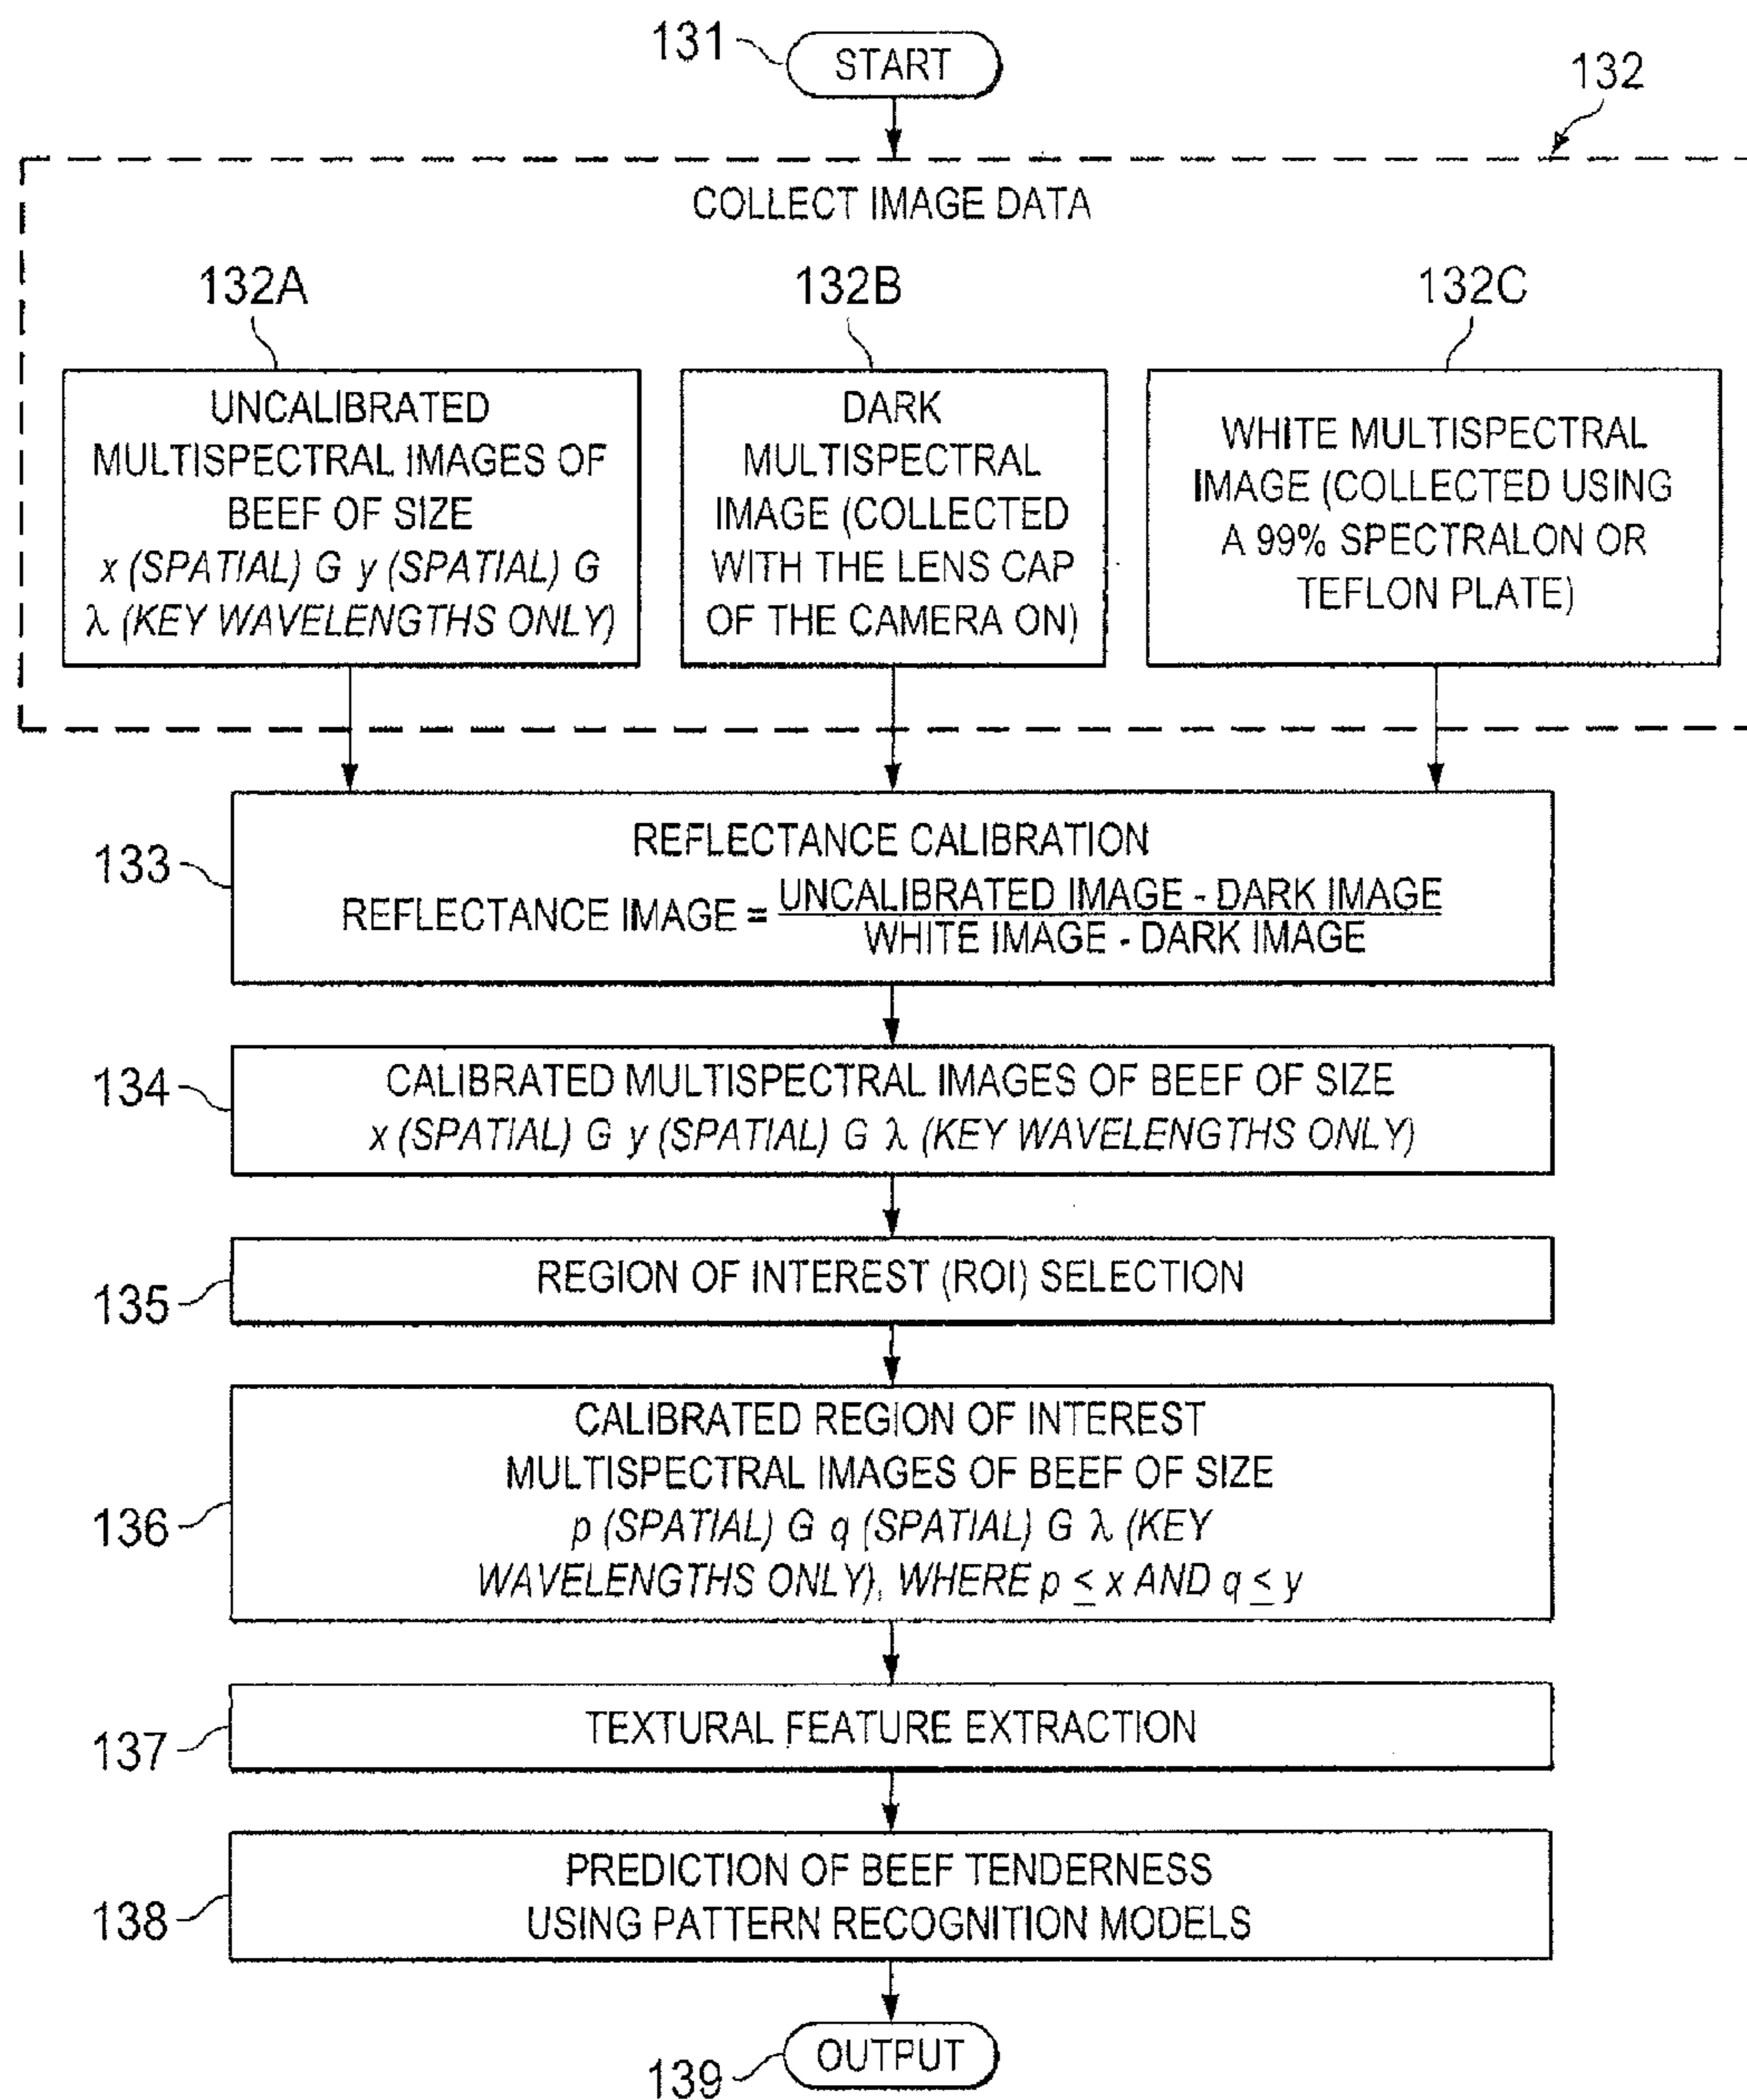 131
START
132
COLLECT IMAGE DATA
132A
132B
132C
UNCALIBRATED
MULTISPECTRAL IMAGES OF
BEEF OF SIZE
x (SPATIAL) G y (SPATIAL) G
λ (KEY WAVELENGTHS ONLY)
DARK
MULTISPECTRAL
IMAGE (COLLECTED
WITH THE LENS CAP
OF THE CAMERA ON)
WHITE MULTISPECTRAL
IMAGE (COLLECTED USING
A 99% SPECTRALON OR
TEFLON PLATE)
133
REFLECTANCE CALIBRATION
REFLECTANCE IMAGE = UNCALIBRATED IMAGE - DARK IMAGE
WHITE IMAGE - DARK IMAGE
134
CALIBRATED MULTISPECTRAL IMAGES OF BEEF OF SIZE
x (SPATIAL) G y (SPATIAL) G λ (KEY WAVELENGTHS ONLY)
135
REGION OF INTEREST (ROI) SELECTION
136
CALIBRATED REGION OF INTEREST
MULTISPECTRAL IMAGES OF BEEF OF SIZE
p (SPATIAL) G q (SPATIAL) G λ (KEY
WAVELENGTHS ONLY), WHERE p ≤ x AND q ≤ y
137
TEXTURAL FEATURE EXTRACTION
138
PREDICTION OF BEEF TENDERNESS
USING PATTERN RECOGNITION MODELS
139
OUTPUT